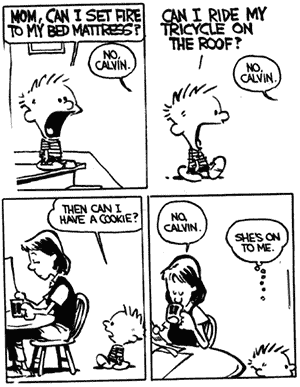 MOM, CAN I SET FIRE
TO MY BED MATTRESS?
NO,
CALVIN.
CAN I RIDE MY
TRICYCLE ON
THE ROOF?
NO,
CALVIN.
THEN CAN I
HAVE A COOKIE?
NO,
CALVIN.
SHE'S ON
TO ME.